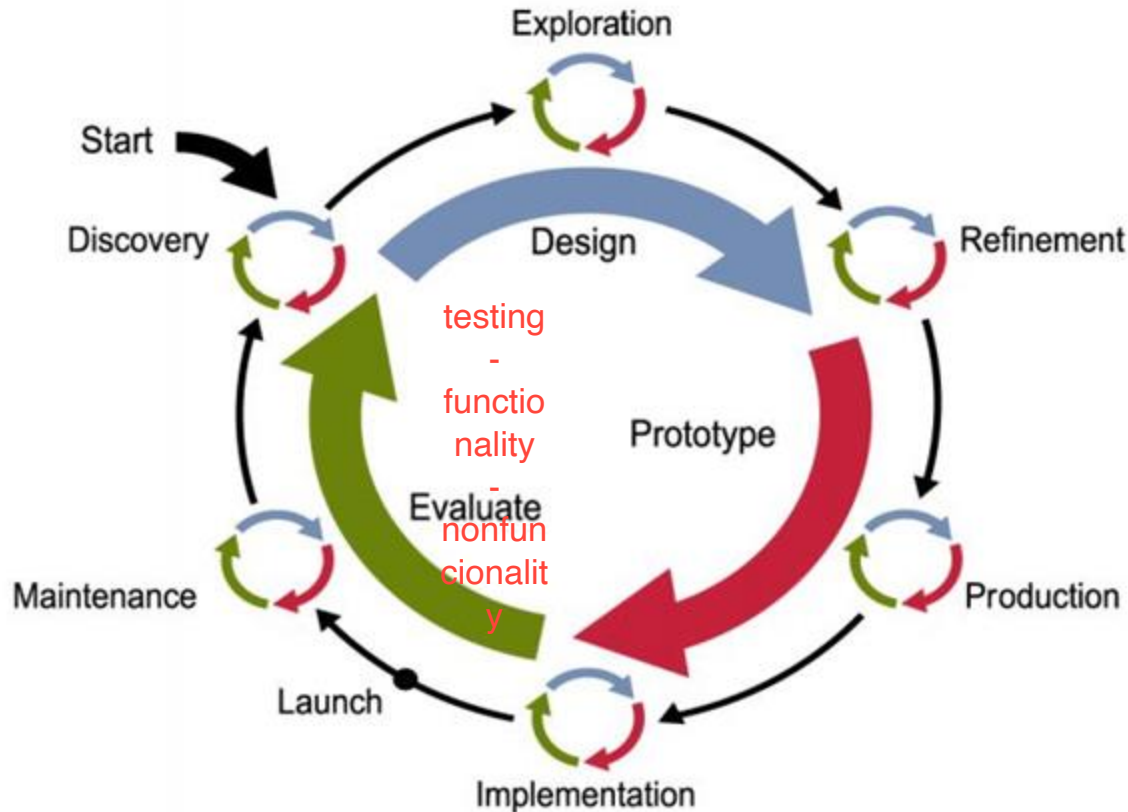 Exploration
Start
Discovery
Design
Refinement
testing
-
functio
nality
-
nonfun
cionalit
y
Prototype
Evaluate
Maintenance
Production
Launch
Implementation